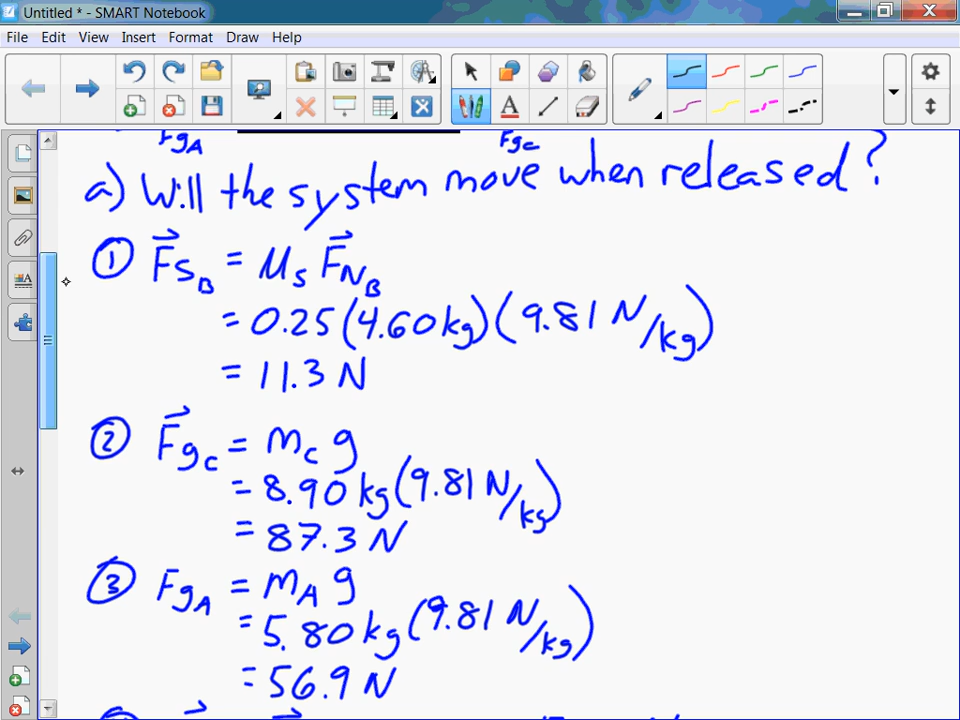 Untitled * - SMART Notebook
File Edit View Insert Format Draw Help
FgA Fgc
a) Will the system move when released?
① F⃗s_B = μs F⃗N_B
= 0.25(4.60kg)(9.81 N/kg)
= 11.3 N
② F⃗g_C = m_C g
= 8.90 kg(9.81 N/kg)
= 87.3 N
③ Fg_A = m_A g
= 5.80 kg(9.81 N/kg)
= 56.9 N